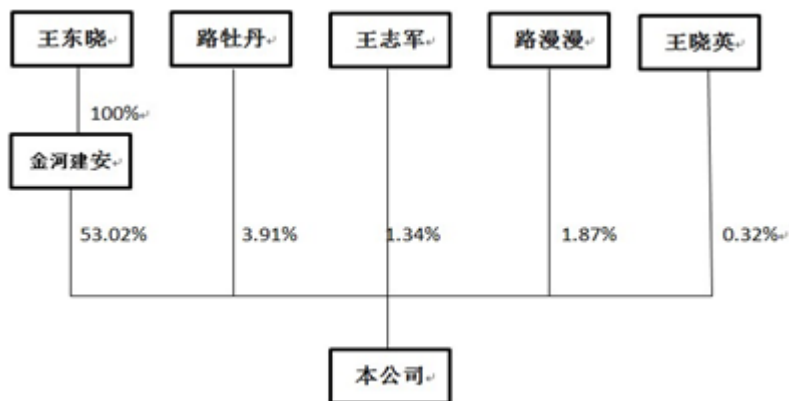 王东晓
路牡丹
王志军
路漫漫
王晓英
100%
金河建安
53.02%
3.91%
1.34%
1.87%
0.32%
本公司